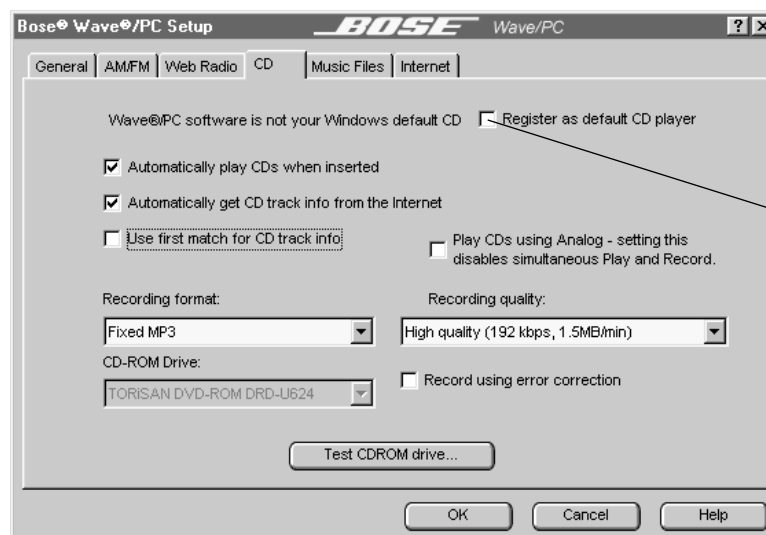 Bose® Wave®/PC Setup BOSE Wave/PC
General AM/FM Web Radio CD Music Files Internet
Wave®/PC software is not your Windows default CD Register as default CD player
Automatically play CDs when inserted
Automatically get CD track info from the Internet
Use first match for CD track info
Play CDs using Analog - setting this
disables simultaneous Play and Record.
Recording format: Recording quality:
Fixed MP3 High quality (192 kbps, 1.5MB/min)
CD-ROM Drive:
TORiSAN DVD-ROM DRD-U624
Record using error correction
Test CDROM drive...
OK Cancel Help